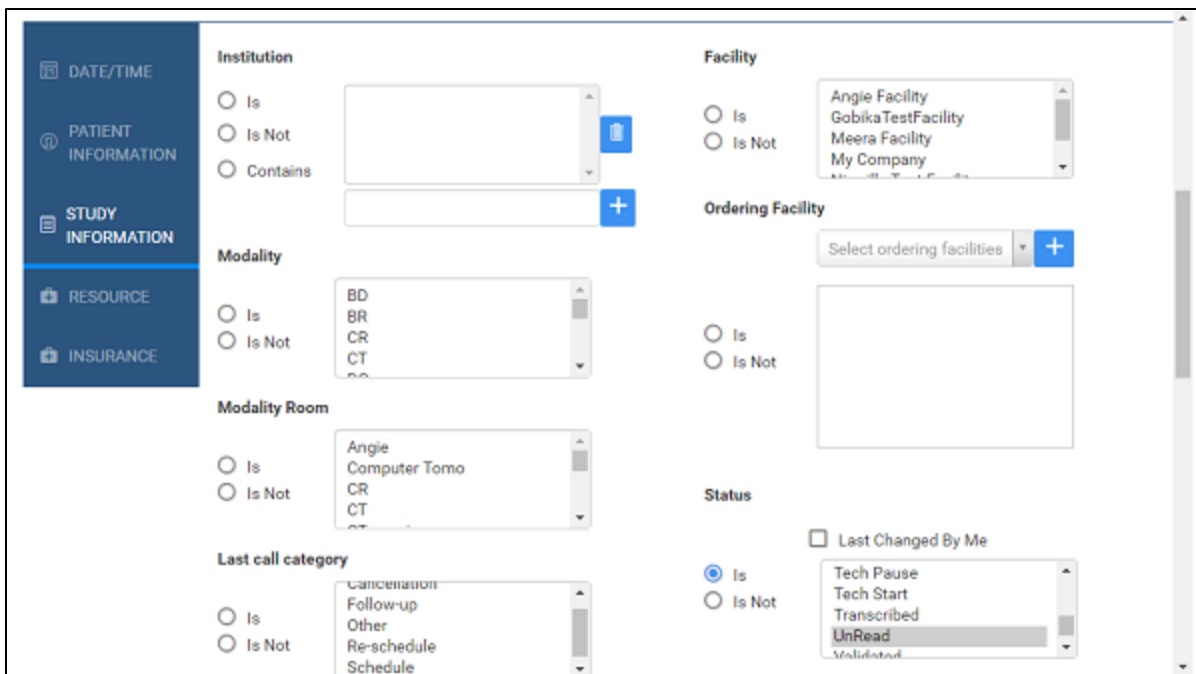 DATE/TIME
PATIENT
INFORMATION
STUDY
INFORMATION
RESOURCE
INSURANCE
Institution
Is
Is Not
Contains
Modality
Is
Is Not
BD
BR
CR
CT
Modality Room
Is
Is Not
Angie
Computer Tomo
CR
CT
Last call category
Is
Is Not
Cancellation
Follow-up
Other
Re-schedule
Schedule
Facility
Is
Is Not
Angie Facility
GobikaTestFacility
Meera Facility
My Company
Ordering Facility
Select ordering facilities
Is
Is Not
Status
Last Changed By Me
Is
Is Not
Tech Pause
Tech Start
Transcribed
UnRead
Validated